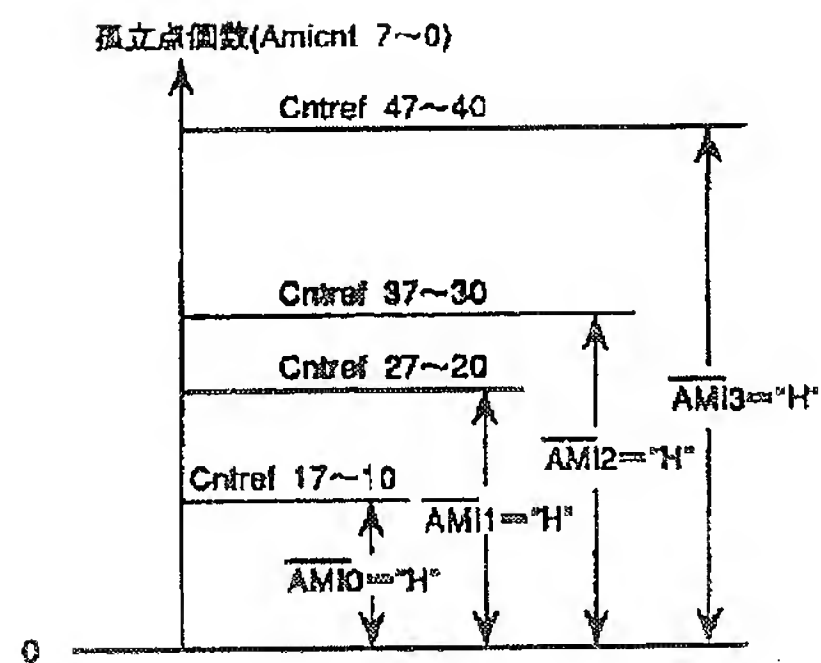 孤立点個数(Amicnt 7～0)
Cntref 47～40
Cntref 37～30
Cntref 27～20
AMI3="H"
AMI2="H"
Cntref 17～10
AMI1="H"
AMI0="H"
0